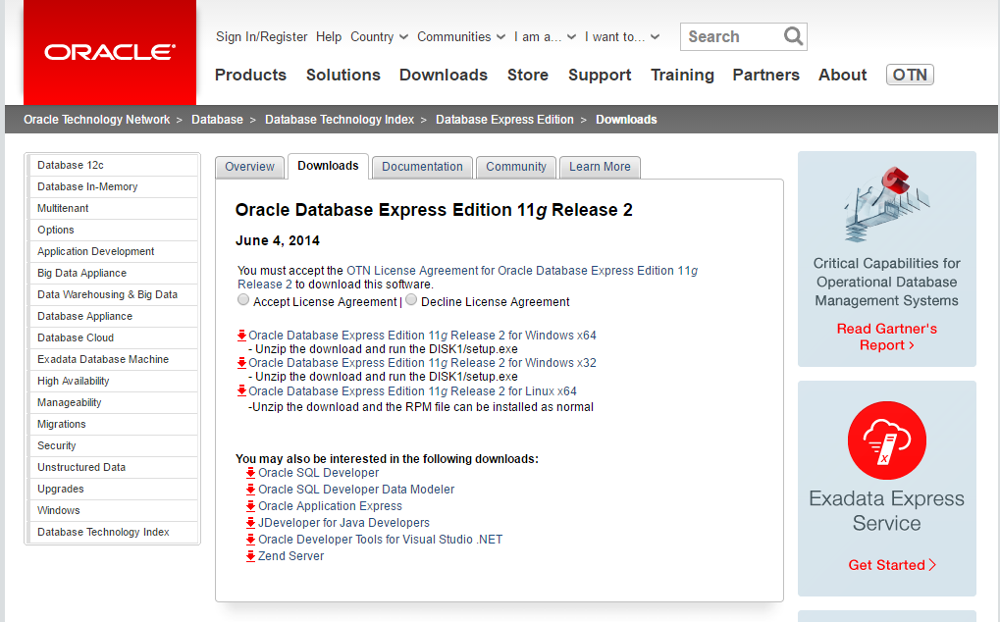 ORACLE
Sign In/Register Help Country Communities I am a... I want to... Search
Products Solutions Downloads Store Support Training Partners About OTN
Oracle Technology Network > Database > Database Technology Index > Database Express Edition > Downloads
Database 12c
Database In-Memory
Multitenant
Options
Application Development
Big Data Appliance
Data Warehousing & Big Data
Database Appliance
Database Cloud
Exadata Database Machine
High Availability
Manageability
Migrations
Security
Unstructured Data
Upgrades
Windows
Database Technology Index
Overview Downloads Documentation Community Learn More
Oracle Database Express Edition 11g Release 2
June 4, 2014
You must accept the OTN License Agreement for Oracle Database Express Edition 11g
Release 2 to download this software.
Accept License Agreement | Decline License Agreement
Oracle Database Express Edition 11g Release 2 for Windows x64
- Unzip the download and run the DISK1/setup.exe
Oracle Database Express Edition 11g Release 2 for Windows x32
- Unzip the download and run the DISK1/setup.exe
Oracle Database Express Edition 11g Release 2 for Linux x64
-Unzip the download and the RPM file can be installed as normal
You may also be interested in the following downloads:
Oracle SQL Developer
Oracle SQL Developer Data Modeler
Oracle Application Express
JDeveloper for Java Developers
Oracle Developer Tools for Visual Studio .NET
Zend Server
Critical Capabilities for
Operational Database
Management Systems
Read Gartner's
Report >
X
Exadata Express
Service
Get Started >